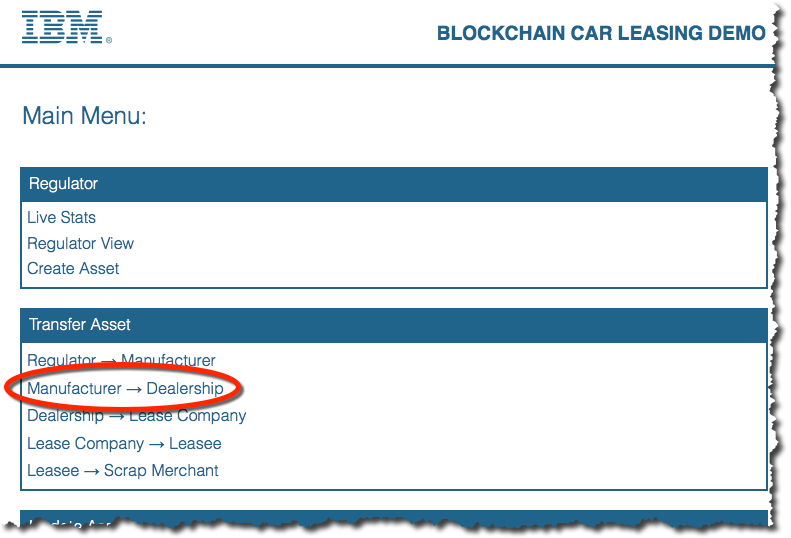 IBM®
BLOCKCHAIN CAR LEASING DEMO
Main Menu:
Regulator
Live Stats
Regulator View
Create Asset
Transfer Asset
Regulator → Manufacturer
Manufacturer → Dealership
Dealership → Lease Company
Lease Company → Leasee
Leasee → Scrap Merchant